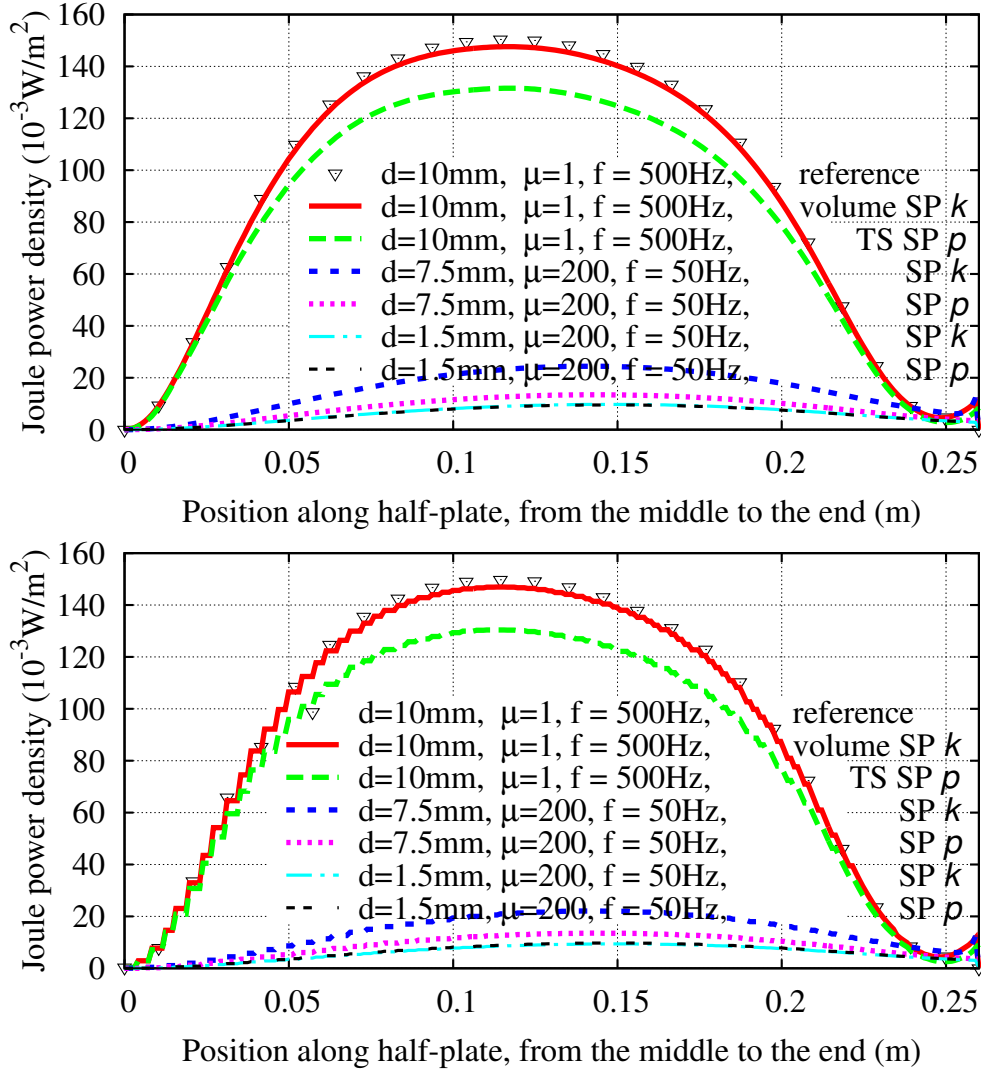 160
140
120
100
80
60
40
20
0
Joule power density (10⁻³W/m²)
d=10mm, μ=1, f = 500Hz, reference
d=10mm, μ=1, f = 500Hz, volume SP k
d=10mm, μ=1, f = 500Hz, TS SP p
d=7.5mm, μ=200, f = 50Hz, SP k
d=7.5mm, μ=200, f = 50Hz, SP p
d=1.5mm, μ=200, f = 50Hz, SP k
d=1.5mm, μ=200, f = 50Hz, SP p
0 0.05 0.1 0.15 0.2 0.25
Position along half-plate, from the middle to the end (m)
160
140
120
100
80
60
40
20
0
Joule power density (10⁻³W/m²)
d=10mm, μ=1, f = 500Hz, reference
d=10mm, μ=1, f = 500Hz, volume SP k
d=10mm, μ=1, f = 500Hz, TS SP p
d=7.5mm, μ=200, f = 50Hz, SP k
d=7.5mm, μ=200, f = 50Hz, SP p
d=1.5mm, μ=200, f = 50Hz, SP k
d=1.5mm, μ=200, f = 50Hz, SP p
0 0.05 0.1 0.15 0.2 0.25
Position along half-plate, from the middle to the end (m)